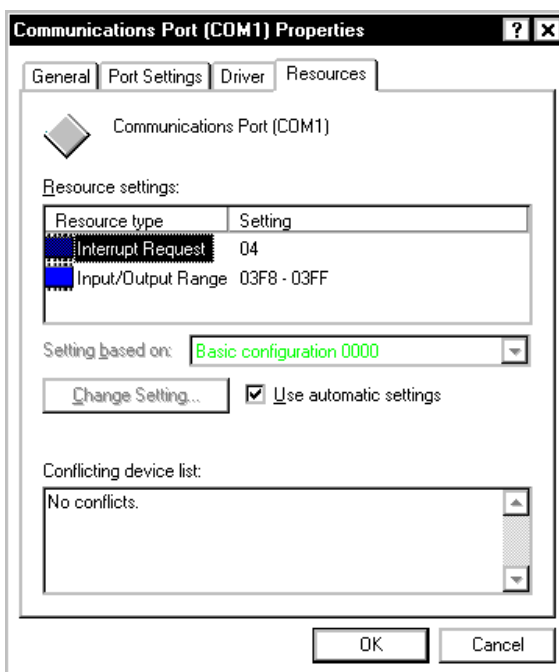 Communications Port (COM1) Properties ? ×
General Port Settings Driver Resources
Communications Port (COM1)
Resource settings:
Resource type Setting
Interrupt Request 04
Input/Output Range 03F8 - 03FF
Setting based on: Basic configuration 0000
Change Setting... Use automatic settings
Conflicting device list:
No conflicts.
OK Cancel